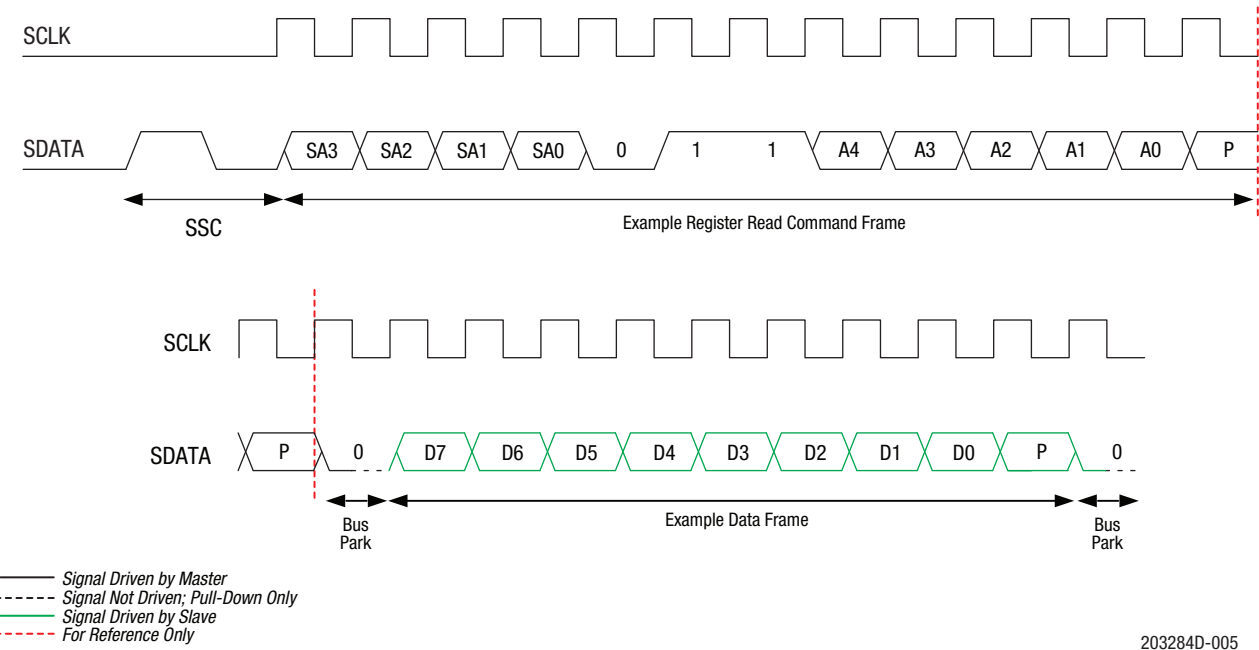 SCLK
SDATA SA3 SA2 SA1 SA0 0 1 1 A4 A3 A2 A1 A0 P
SSC
Example Register Read Command Frame
SCLK
SDATA P 0 D7 D6 D5 D4 D3 D2 D1 D0 P 0
Bus Park
Example Data Frame
Bus Park
Signal Driven by Master
Signal Not Driven; Pull-Down Only
Signal Driven by Slave
For Reference Only
203284D-005